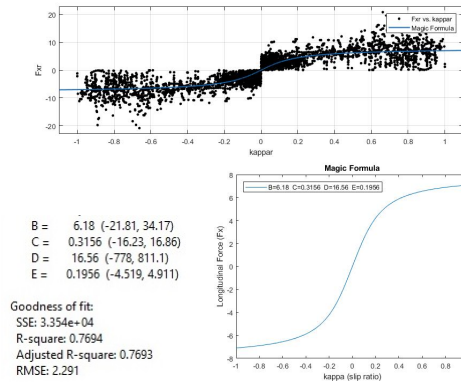 Fxr vs. kappar
Magic Formula
20
10
0
-10
-20
Fxr
-1 -0.8 -0.6 -0.4 -0.2 0 0.2 0.4 0.6 0.8 1
kappar
B = 6.18 (-21.81, 34.17)
C = 0.3156 (-16.23, 16.86)
D = 16.56 (-778, 811.1)
E = 0.1956 (-4.519, 4.911)
Goodness of fit:
SSE: 3.354e+04
R-square: 0.7694
Adjusted R-square: 0.7693
RMSE: 2.291
Magic Formula
B=6.18 C=0.3156 D=16.56 E=0.1956
8
6
4
2
0
-2
-4
-6
-8
Longitudinal Force (Fx)
-1 -0.8 -0.6 -0.4 -0.2 0 0.2 0.4 0.6 0.8 1
kappa (slip ratio)